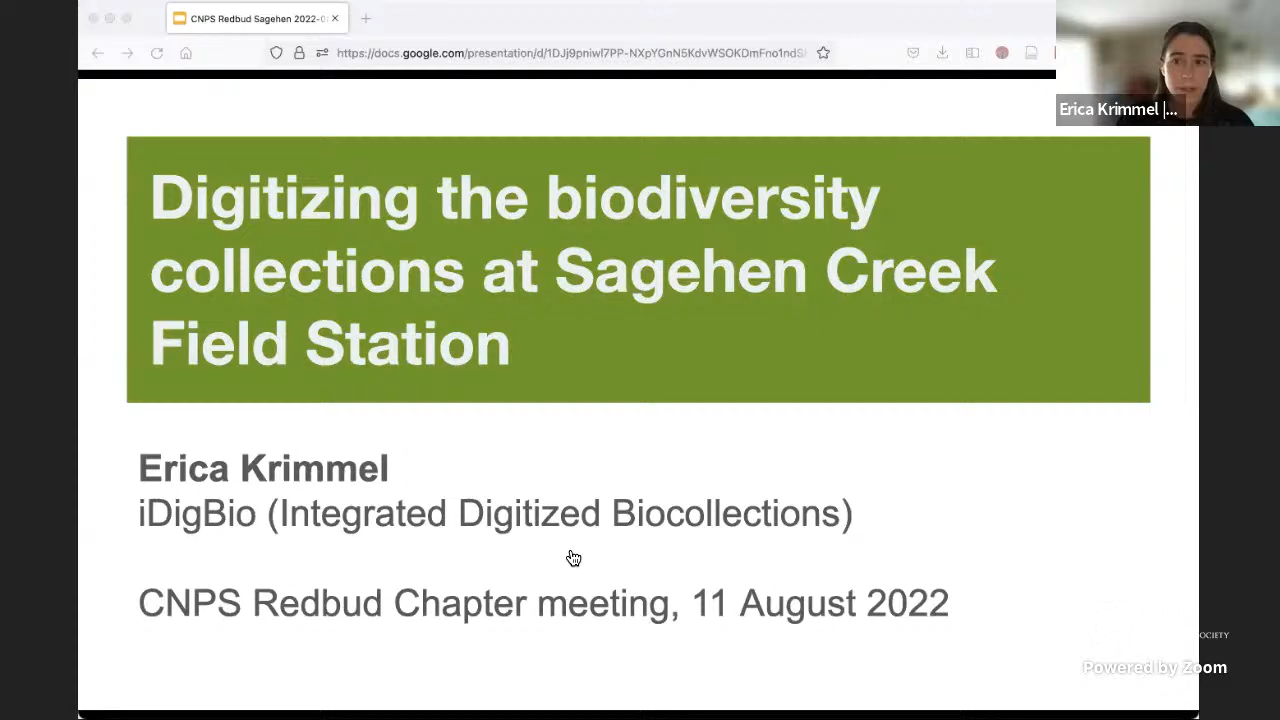 CNPS Redbud Sagehen 2022-0
https://docs.google.com/presentation/d/1DJj9pniwl7PP-NXpYGnN5KdvWSOKDmFno1ndS
Erica Krimmel |...
Digitizing the biodiversity
collections at Sagehen Creek
Field Station
Erica Krimmel
iDigBio (Integrated Digitized Biocollections)
CNPS Redbud Chapter meeting, 11 August 2022
OCIETY
Powered by Zoom